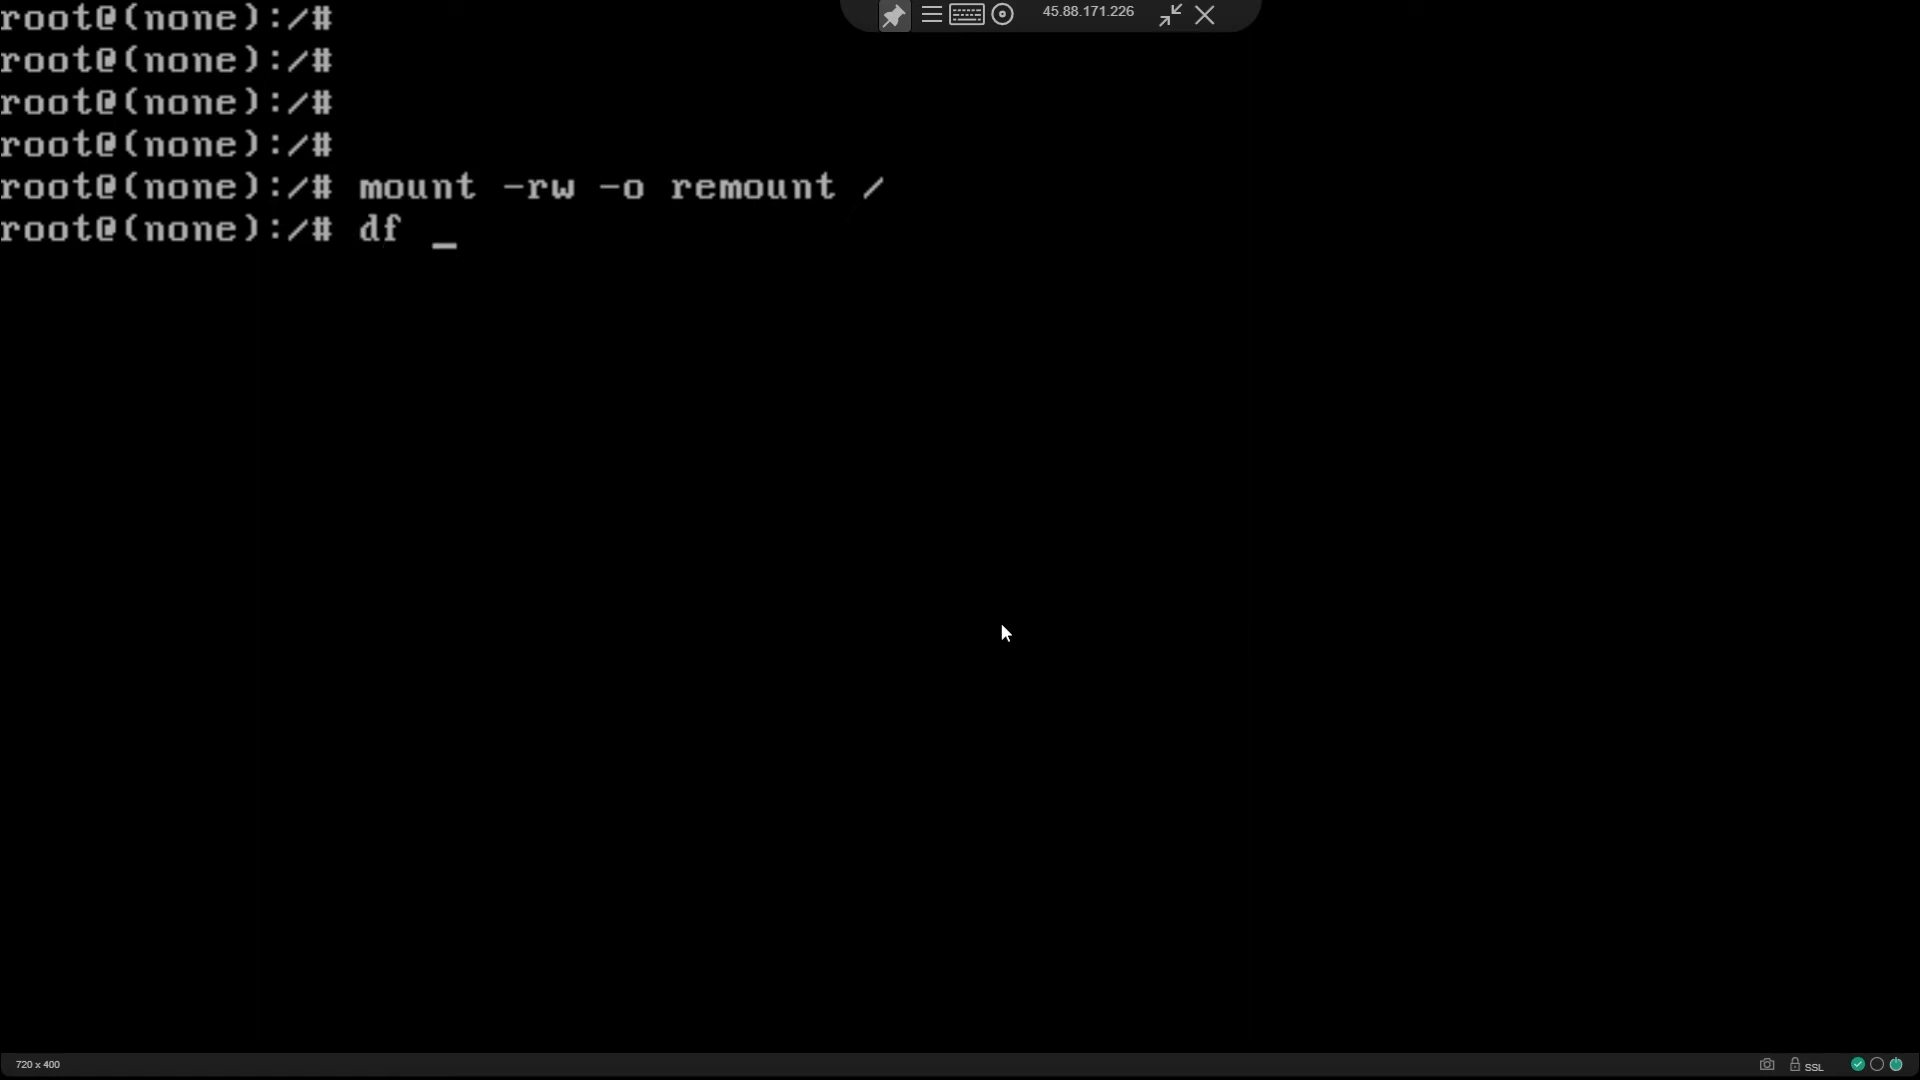 root@(none):/#
45.88.171.226
root@(none):/#
root@(none):/#
root@(none):/#
root@(none):/# mount -rw -o remount /
root@(none):/# df _
720 x 400
SSL